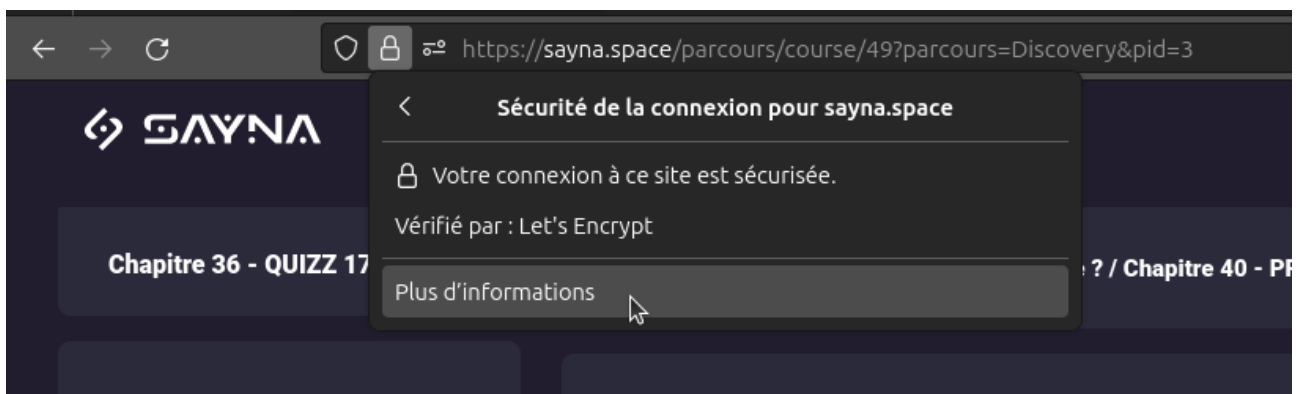 https://sayna.space/parcours/course/49?parcours=Discovery&pid=3
SAYNA
Sécurité de la connexion pour sayna.space
Votre connexion à ce site est sécurisée.
Vérifié par : Let's Encrypt
Chapitre 36 - QUIZZ 17
? / Chapitre 40 -
Plus d’informations